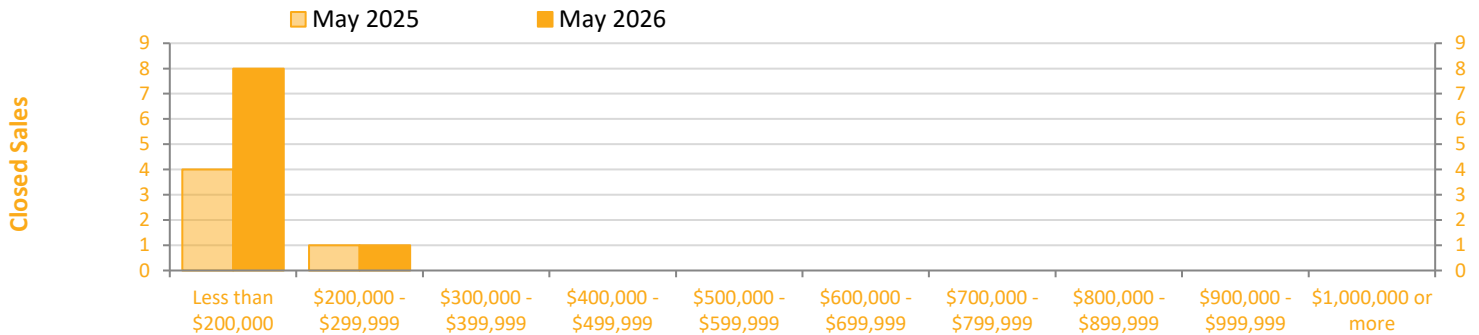 May 2025 May 2026
Closed Sales
9 9
8 8
7 7
6 6
5 5
4 4
3 3
2 2
1 1
0 0
Less than $200,000 - $300,000 - $400,000 - $500,000 - $600,000 - $700,000 - $800,000 - $900,000 - $1,000,000 or
$200,000 $299,999 $399,999 $499,999 $599,999 $699,999 $799,999 $899,999 $999,999 more